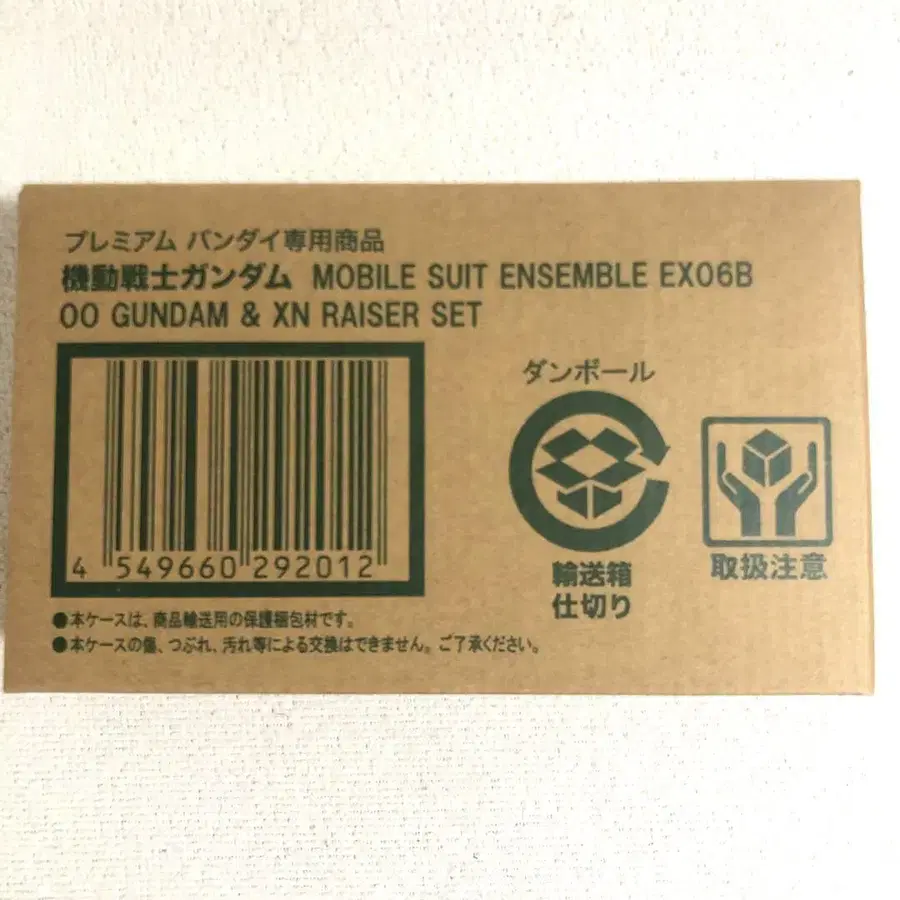 プレミアム バンダイ専用商品
機動戦士ガンダム MOBILE SUIT ENSEMBLE EX06B
00 GUNDAM & XN RAISER SET
ダンボール
4 549660 292012
輸送箱
仕切り
取扱注意
●本ケースは、商品輸送用の保護梱包材です。
●本ケースの傷、つぶれ、汚れ等による交換はできません。ご了承ください。